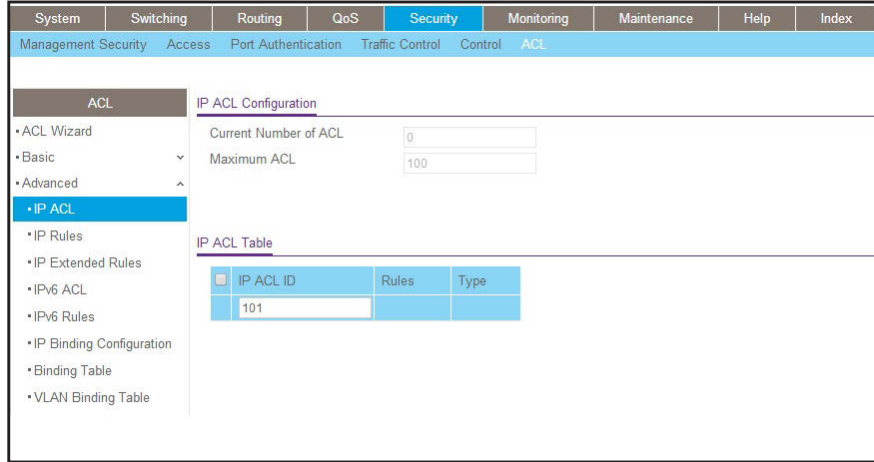 System Switching Routing QoS Security Monitoring Maintenance Help Index
Management Security Access Port Authentication Traffic Control Control ACL
ACL
ACL Wizard
Basic
Advanced
IP ACL
IP Rules
IP Extended Rules
IPv6 ACL
IPv6 Rules
IP Binding Configuration
Binding Table
VLAN Binding Table
IP ACL Configuration
Current Number of ACL 0
Maximum ACL 100
IP ACL Table
IP ACL ID Rules Type
101